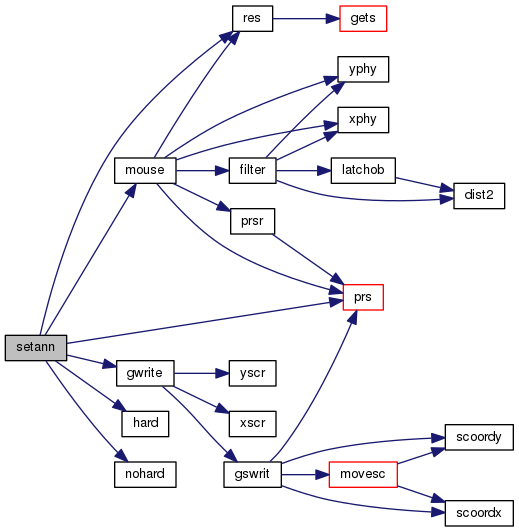 res
gets
yphy
xphy
mouse
filter
latchob
dist2
prsr
prs
setann
gwrite
yscr
hard
xscr
scoordy
nohard
gswrit
movesc
scoordx